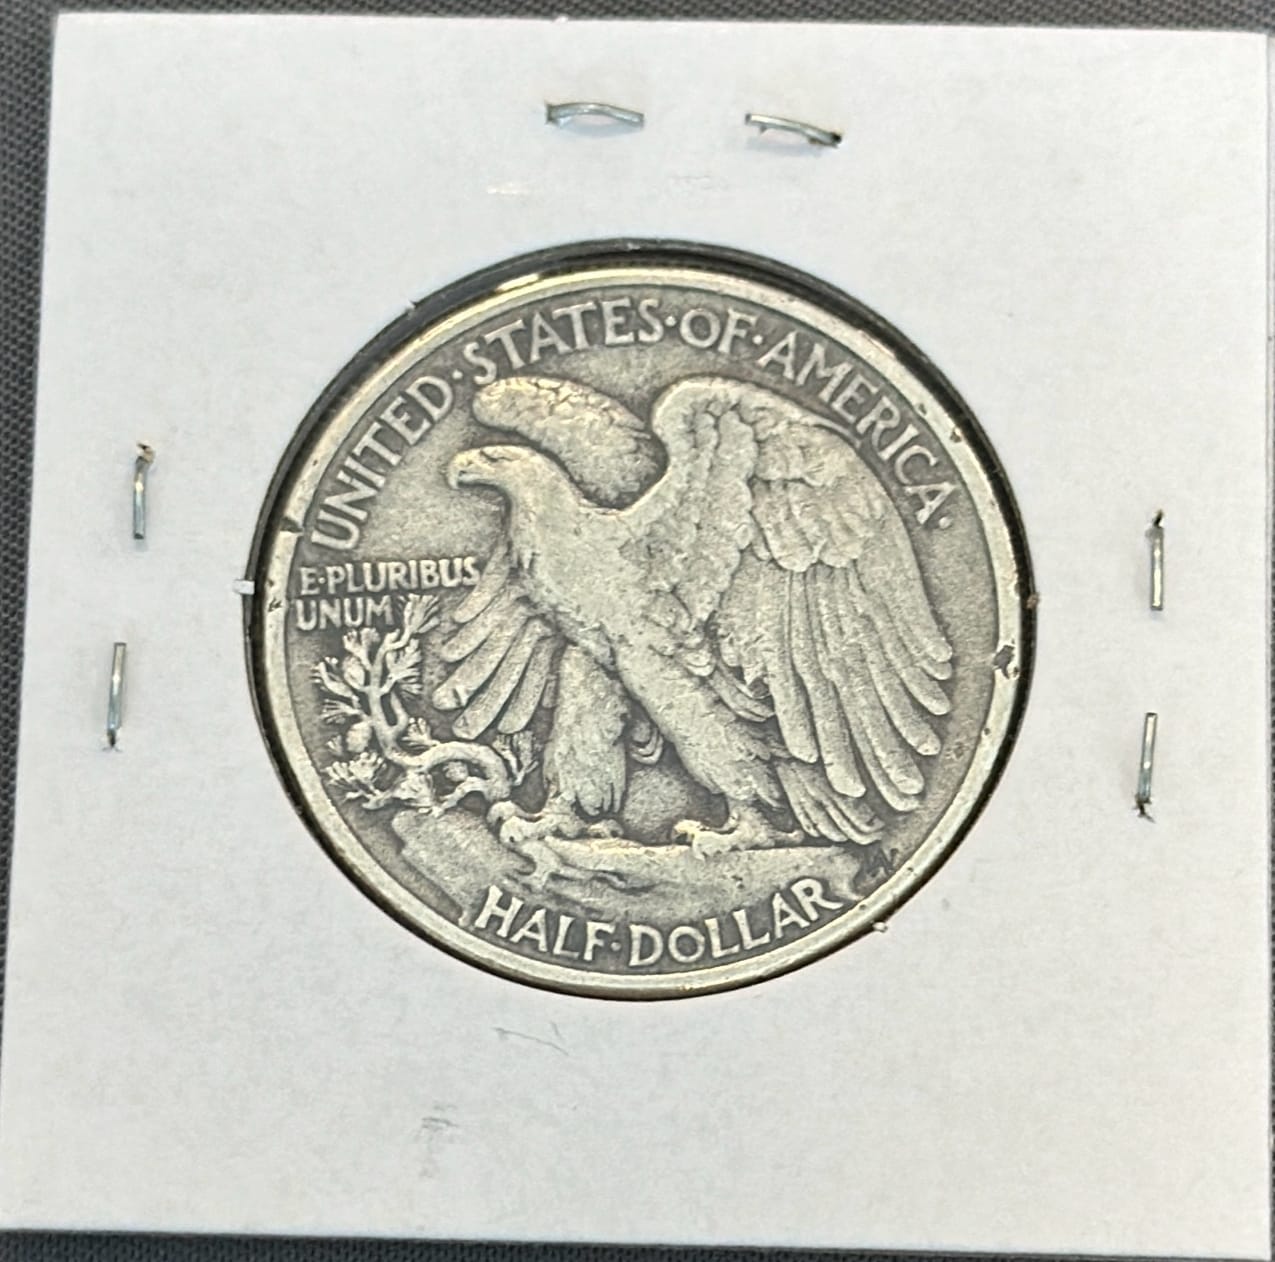 UNITED·STATES·OF·AMERICA·
E·PLURIBUS
UNUM
HALF·DOLLAR